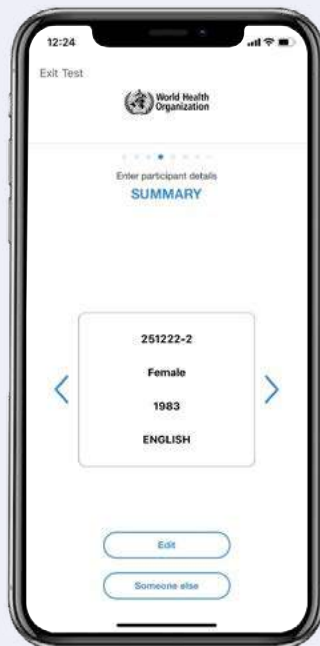 12:24
Exit Test
World Health
Organization
Enter participant details
SUMMARY
251222-2
Female
1983
ENGLISH
Edit
Someone else